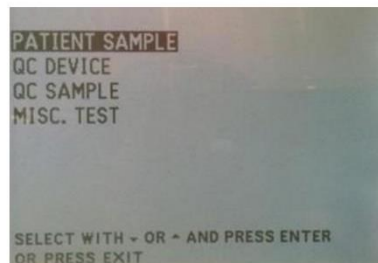 PATIENT SAMPLE
QC DEVICE
QC SAMPLE
MISC. TEST
SELECT WITH ▾ OR ▴ AND PRESS ENTER
OR PRESS EXIT